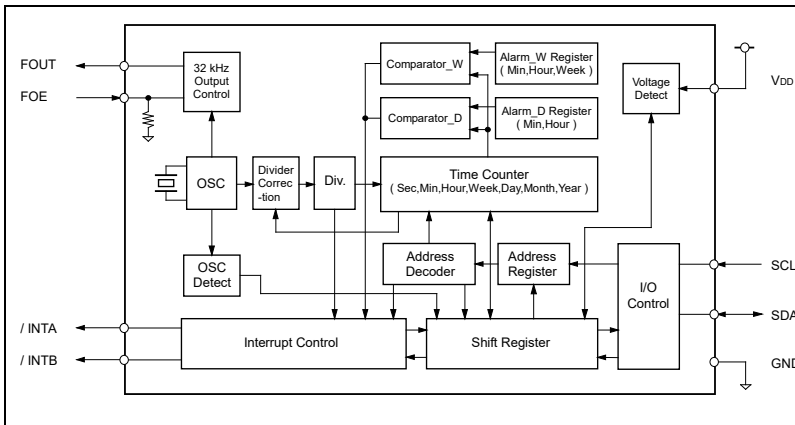 FOUT
FOE
32 kHz
Output
Control
Comparator_W
Alarm_W Register
( Min,Hour,Week)
Voltage
Detect
VDD
Comparator_D
Alarm_D Register
( Min,Hour )
OSC
Divider
Correc
-tion
Div.
Time Counter
( Sec,Min,Hour,Week,Day,Month,Year )
OSC
Detect
Address
Decoder
Address
Register
I/O
Control
SCL
SDA
/ INTA
/ INTB
Interrupt Control
Shift Register
GND